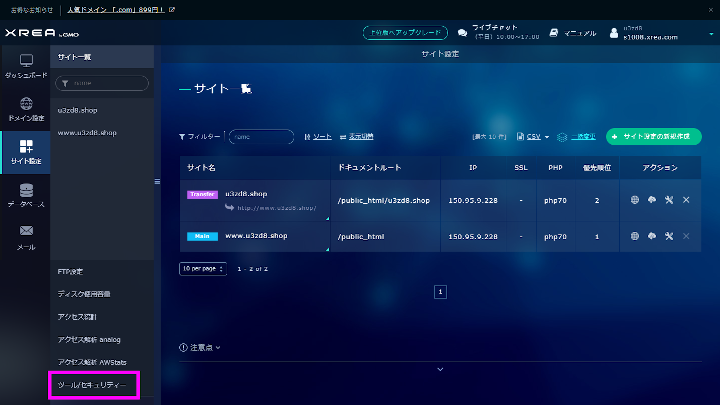 お得なお知らせ 人気ドメイン「.com」899円!
XREA by GMO
上位版へアップグレード
ライブチャット
(平日) 10:00~17:00
マニュアル
u3zd8
s1008.xrea.com
サイト設定
ダッシュボード
ドメイン設定
サイト設定
データベース
メール
サイト一覧
name
u3zd8.shop
www.u3zd8.shop
FTP設定
ディスク使用容量
アクセス統計
アクセス解析 analog
アクセス解析 AWStats
ツール/セキュリティー
サイト一覧
フィルター name ソート 表示切替 [最大 10 件] CSV 一括変更 + サイト設定の新規作成
サイト名 ドキュメントルート IP SSL PHP 優先順位 アクション
Transfer u3zd8.shop /public_html/u3zd8.shop 150.95.9.228 - php70 2
http://www.u3zd8.shop/
Main www.u3zd8.shop /public_html 150.95.9.228 - php70 1
10 per page 1 - 2 of 2
1
注意点